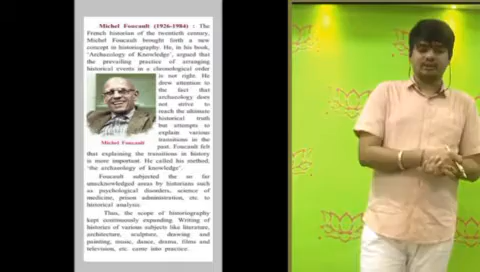 Michel Foucault (1926-1984) : The
French historian of the twentieth century,
Michel Foucault brought forth a new
concept in historiography. He, in his book,
'Archaeology of Knowledge', argued that
the prevailing practice of arranging
historical events in a chronological order
is not right. He
drew attention to
the fact that
archaeology does
not strive to
reach the ultimate
historical truth
but attempts to
explain various
transitions in the
past. Foucault felt
Michel Foucault
that explaining the transitions in history
is more important. He called his method,
'the archaeology of knowledge'.
Foucault subjected the so far
unacknowledged areas by historians such
as psychological disorders, science of
medicine, prison administration, etc. to
historical analysis.
Thus, the scope of historiography
kept continuously expanding. Writing of
histories of various subjects like literature,
architecture, sculpture, drawing and
painting, music, dance, drama, films and
television, etc. came into practice.